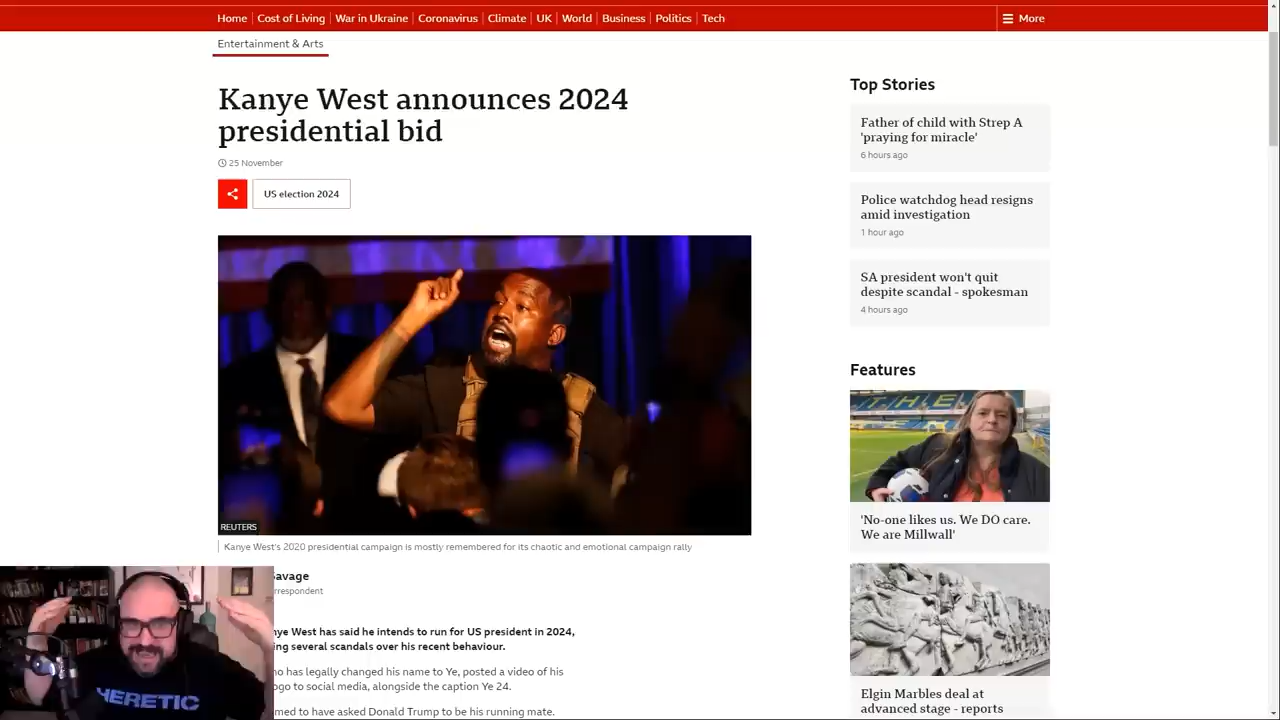 Home
Cost of Living
War in Ukraine
Coronavirus
Climate
UK
World
Business
Politics
Tech
More
Entertainment & Arts
Kanye West announces 2024
presidential bid
25 November
US election 2024
REUTERS
Kanye West's 2020 presidential campaign is mostly remembered for its chaotic and emotional campaign rally
West has said he intends to run for US president in 2024,
several scandals over his recent behaviour.
has legally changed his name to Ye, posted a video of his
to social media, alongside the caption Ye 24.
to have asked Donald Trump to be his running mate.
HERETIC
Top Stories
Father of child with Strep A
'praying for miracle'
6 hours ago
Police watchdog head resigns
amid investigation
1 hour ago
SA president won't quit
despite scandal - spokesman
4 hours ago
Features
THE
'No-one likes us. We DO care.
We are Millwall'
Elgin Marbles deal at
advanced stage - reports